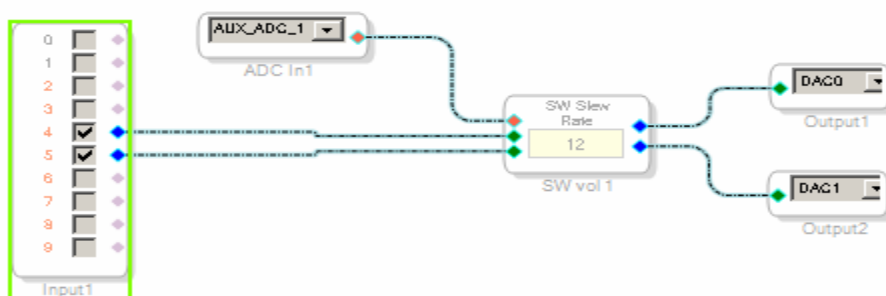 0
1
2
3
4
5
6
7
8
9
Input1
AUX_ADC_1
ADC In1
SW Slew
Rate
12
SW vol 1
DAC0
Output1
DAC1
Output2